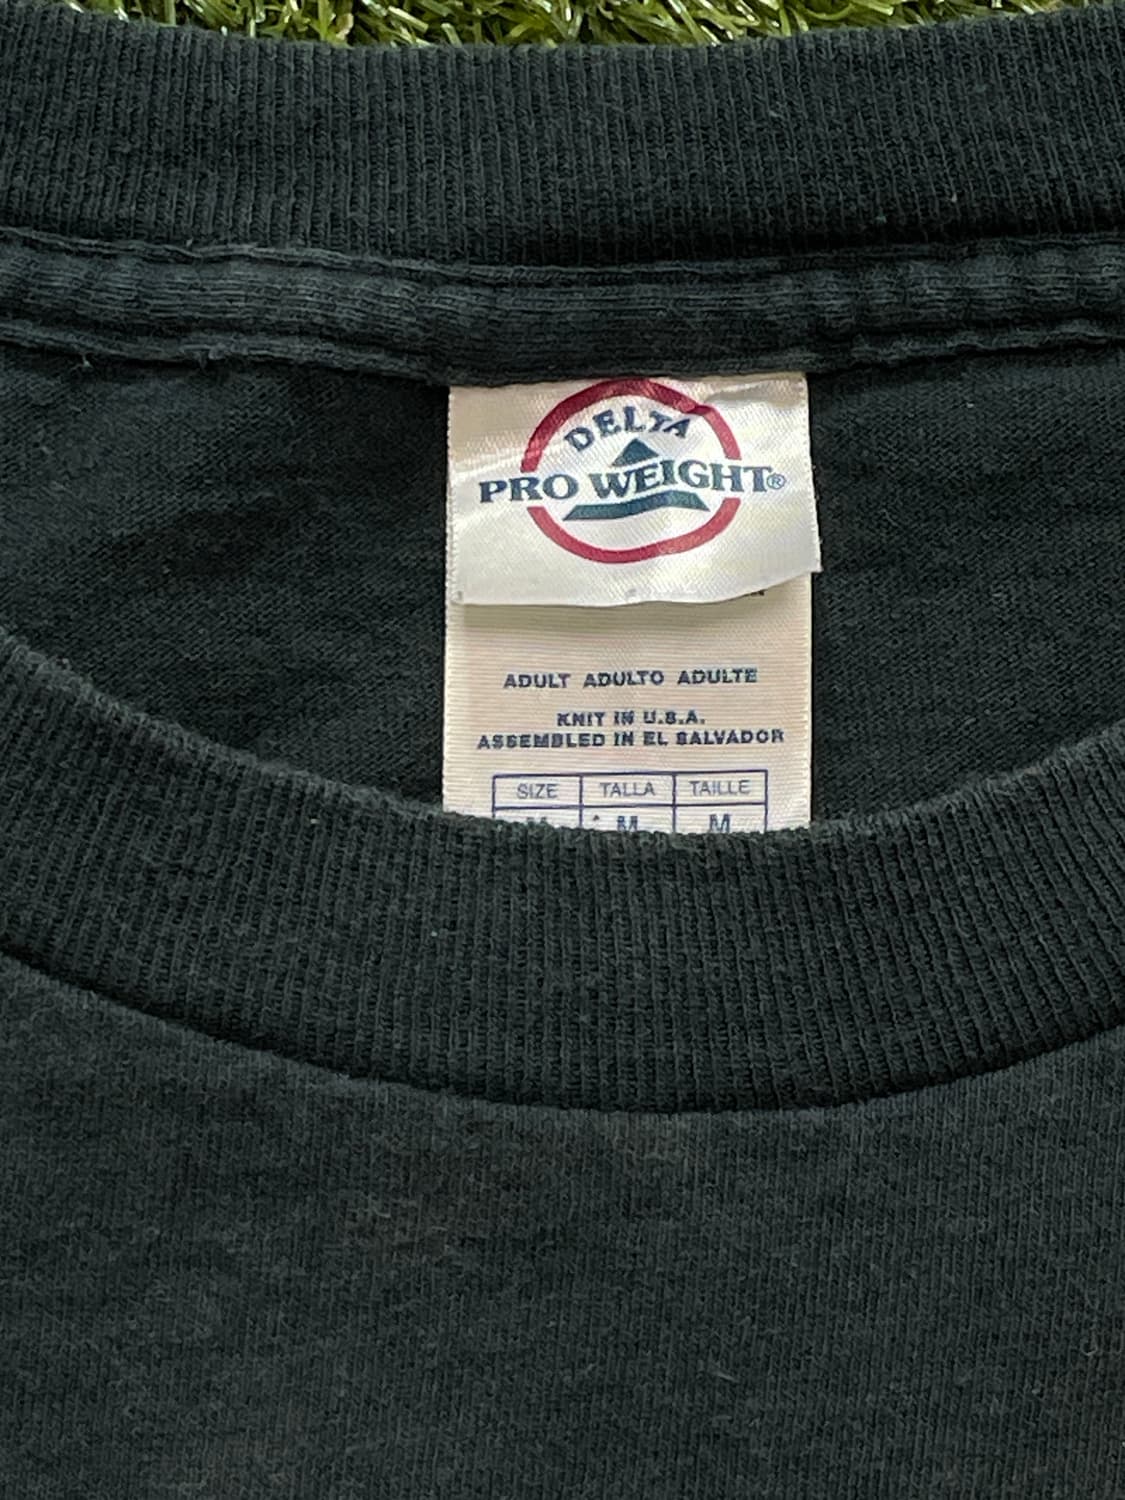 DELTA
PRO WEIGHT®
ADULT ADULTO ADULTE
KNIT IN U.S.A.
ASSEMBLED IN EL SALVADOR
SIZE TALLA TAILLE
M M M